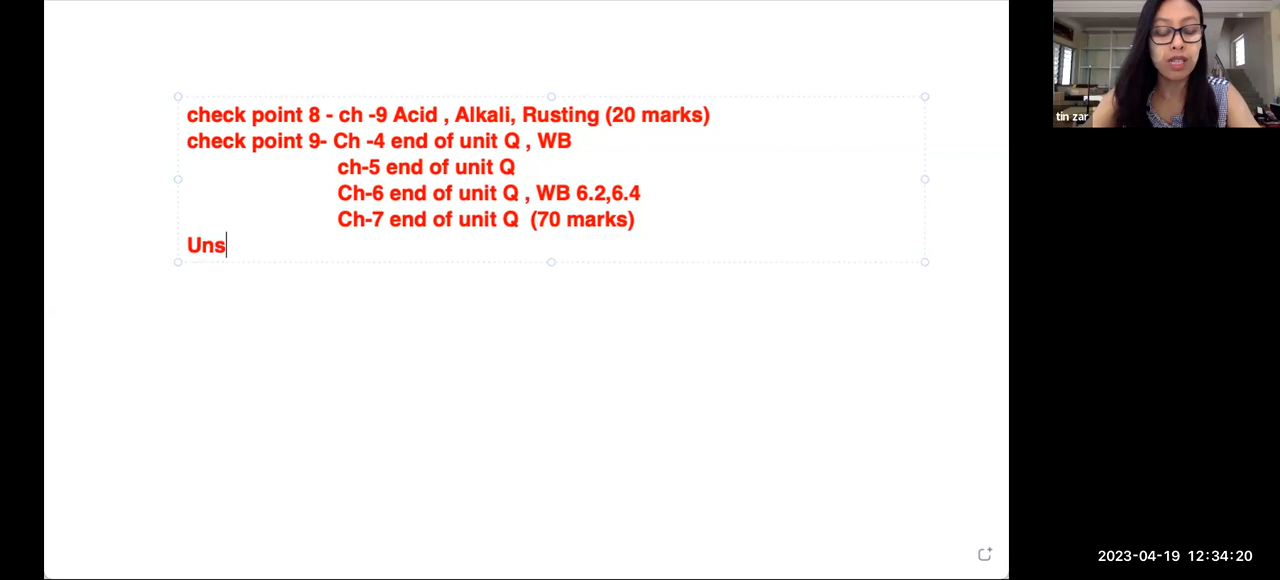 check point 8 - ch -9 Acid , Alkali, Rusting (20 marks)
check point 9- Ch -4 end of unit Q , WB
ch-5 end of unit Q
Ch-6 end of unit Q , WB 6.2,6.4
Ch-7 end of unit Q (70 marks)
Uns
tin zar
2023-04-19 12:34:20